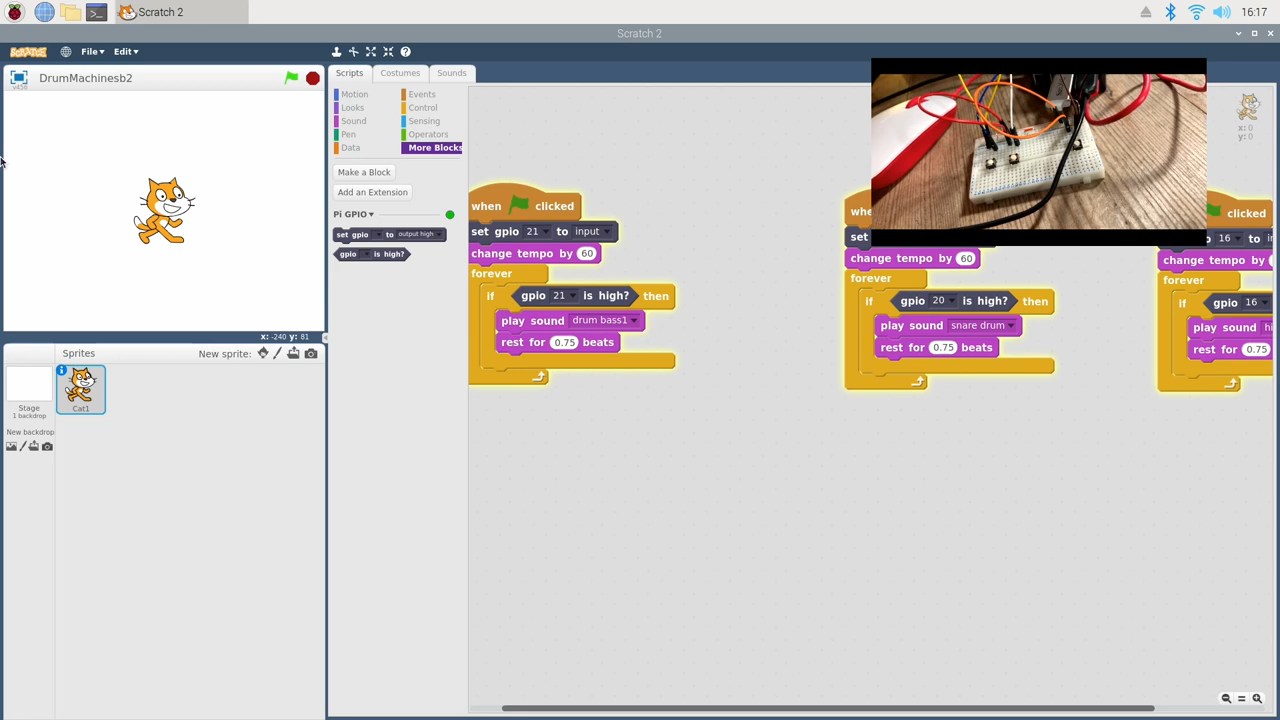 Scratch 2
16:17
Scratch 2
SCRATCH
File
Edit
v456
DrumMachinesb2
Scripts
Costumes
Sounds
Motion
Events
Looks
Control
Sound
Sensing
Pen
Operators
Data
More Blocks
Make a Block
Add an Extension
Pi GPIO
set gpio to output high
gpio is high?
when clicked
set gpio 21 to input
change tempo by 60
forever
if gpio 21 is high? then
play sound drum bass1
rest for 0.75 beats
set
change tempo by 60
forever
if gpio 20 is high? then
play sound snare drum
rest for 0.75 beats
clicked
16 to
change tempo by
forever
if gpio 16
play sound
rest for 0.75
x: 0
y: 0
x: -240 y: 81
Sprites
New sprite:
Stage
1 backdrop
New backdrop
Cat1